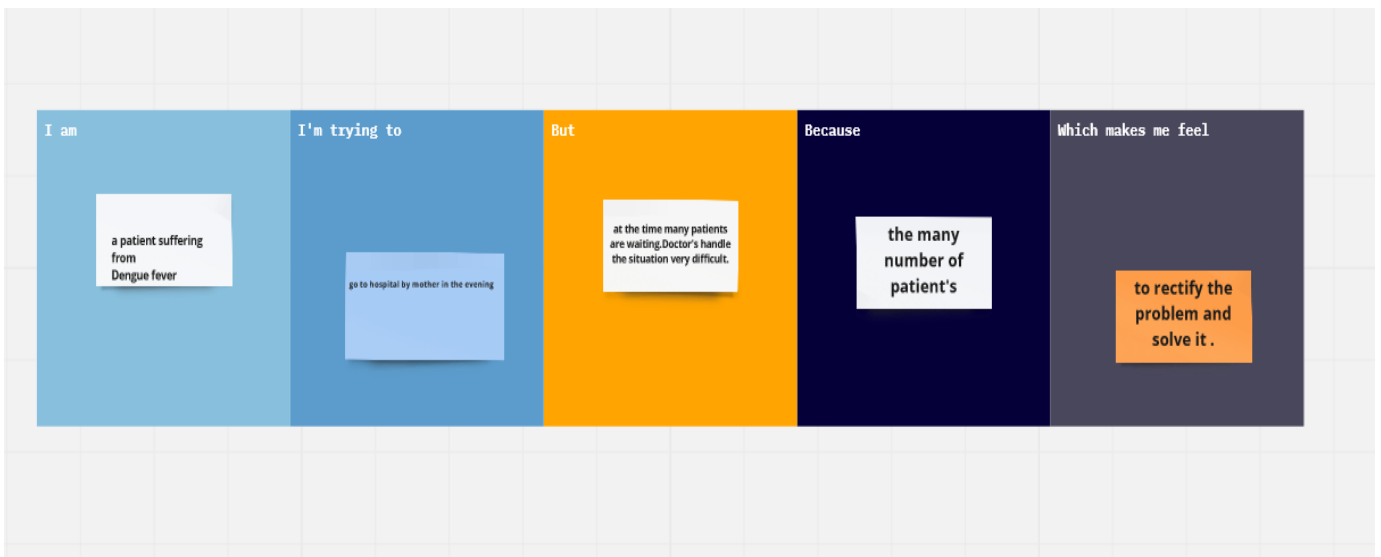 I am
a patient suffering
from
Dengue fever
I'm trying to
go to hospital by mother in the evening
But
at the time many patients
are waiting.Doctor's handle
the situation very difficult.
Because
the many
number of
patient's
Which makes me feel
to rectify the
problem and
solve it .